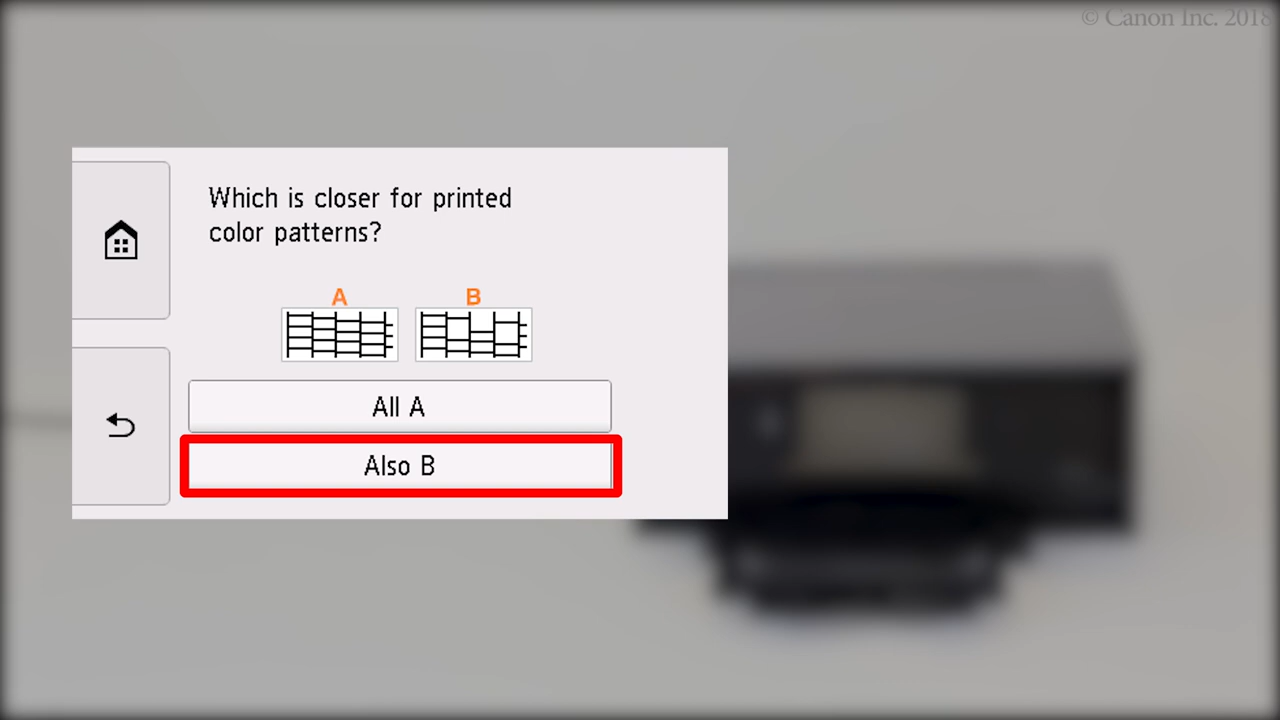 © Canon Inc. 2018
Which is closer for printed
color patterns?
A B
All A
Also B